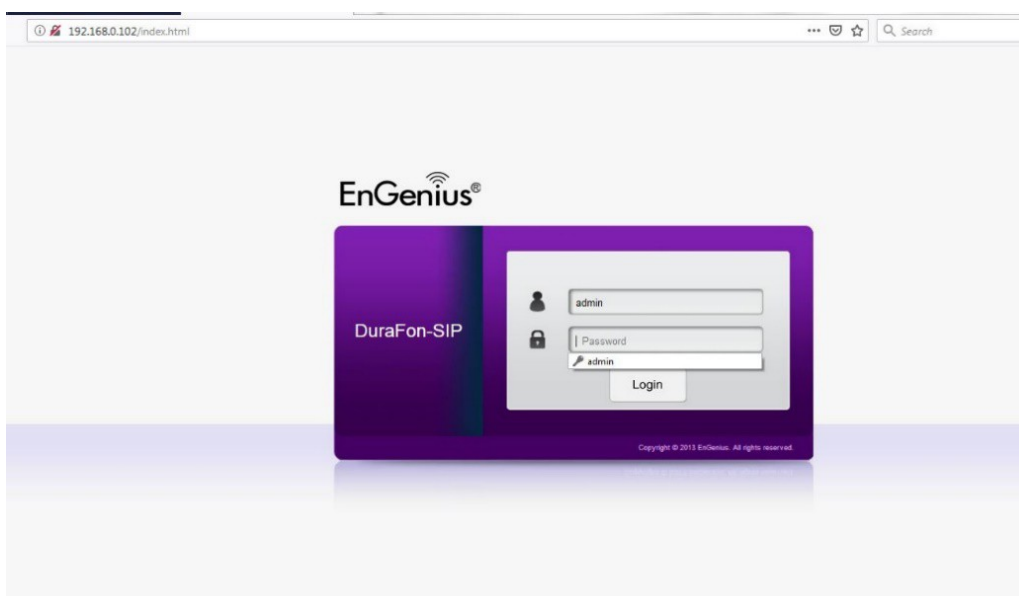 192.168.0.102/index.html
Search
EnGenius®
DuraFon-SIP
admin
Password
admin
Login
Copyright © 2013 EnGenius. All rights reserved.